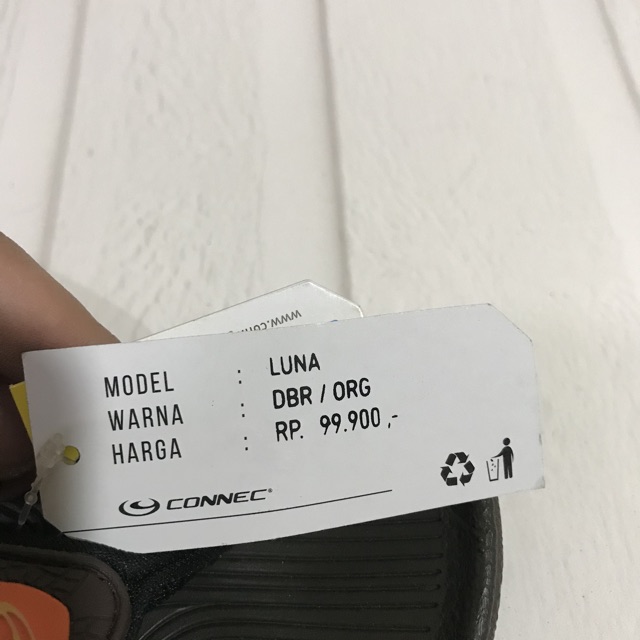 MODEL : LUNA
WARNA : DBR / ORG
HARGA : RP. 99.900,-
CONNEC®